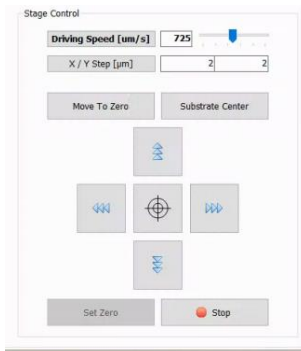 Stage Control
Driving Speed [um/s] 725
X / Y Step [µm] 2 2
Move To Zero Substrate Center
Set Zero Stop